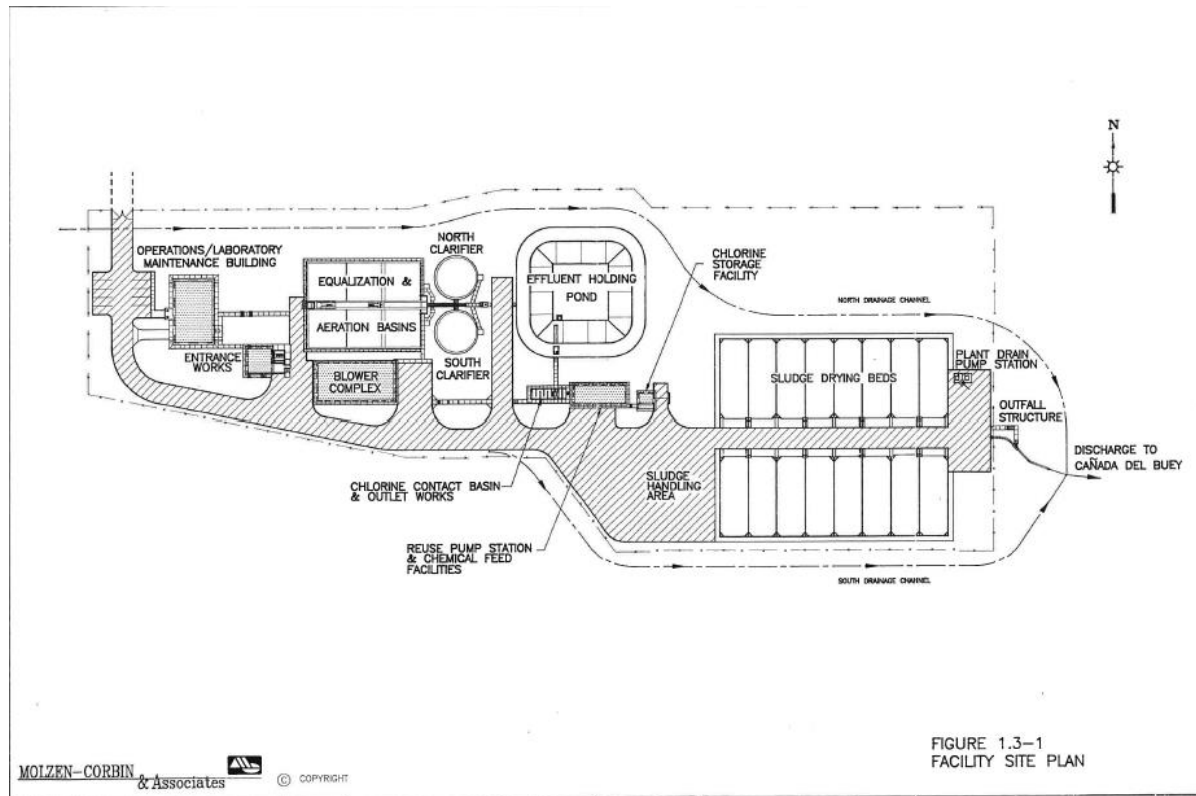 N
OPERATIONS/LABORATORY
MAINTENANCE BUILDING
NORTH
CLARIFIER
EQUALIZATION &
AERATION BASINS
EFFLUENT HOLDING
POND
CHLORINE
STORAGE
FACILITY
NORTH DRAINAGE CHANNEL
ENTRANCE
WORKS
BLOWER
COMPLEX
SOUTH
CLARIFIER
SLUDGE DRYING BEDS
PLANT DRAIN
PUMP STATION
OUTFALL
STRUCTURE
DISCHARGE TO
CAÑADA DEL BUEY
CHLORINE CONTACT BASIN
& OUTLET WORKS
SLUDGE
HANDLING
AREA
REUSE PUMP STATION
& CHEMICAL FEED
FACILITIES
SOUTH DRAINAGE CHANNEL
FIGURE 1.3-1
FACILITY SITE PLAN
MOLZEN-CORBIN
& Associates
© COPYRIGHT